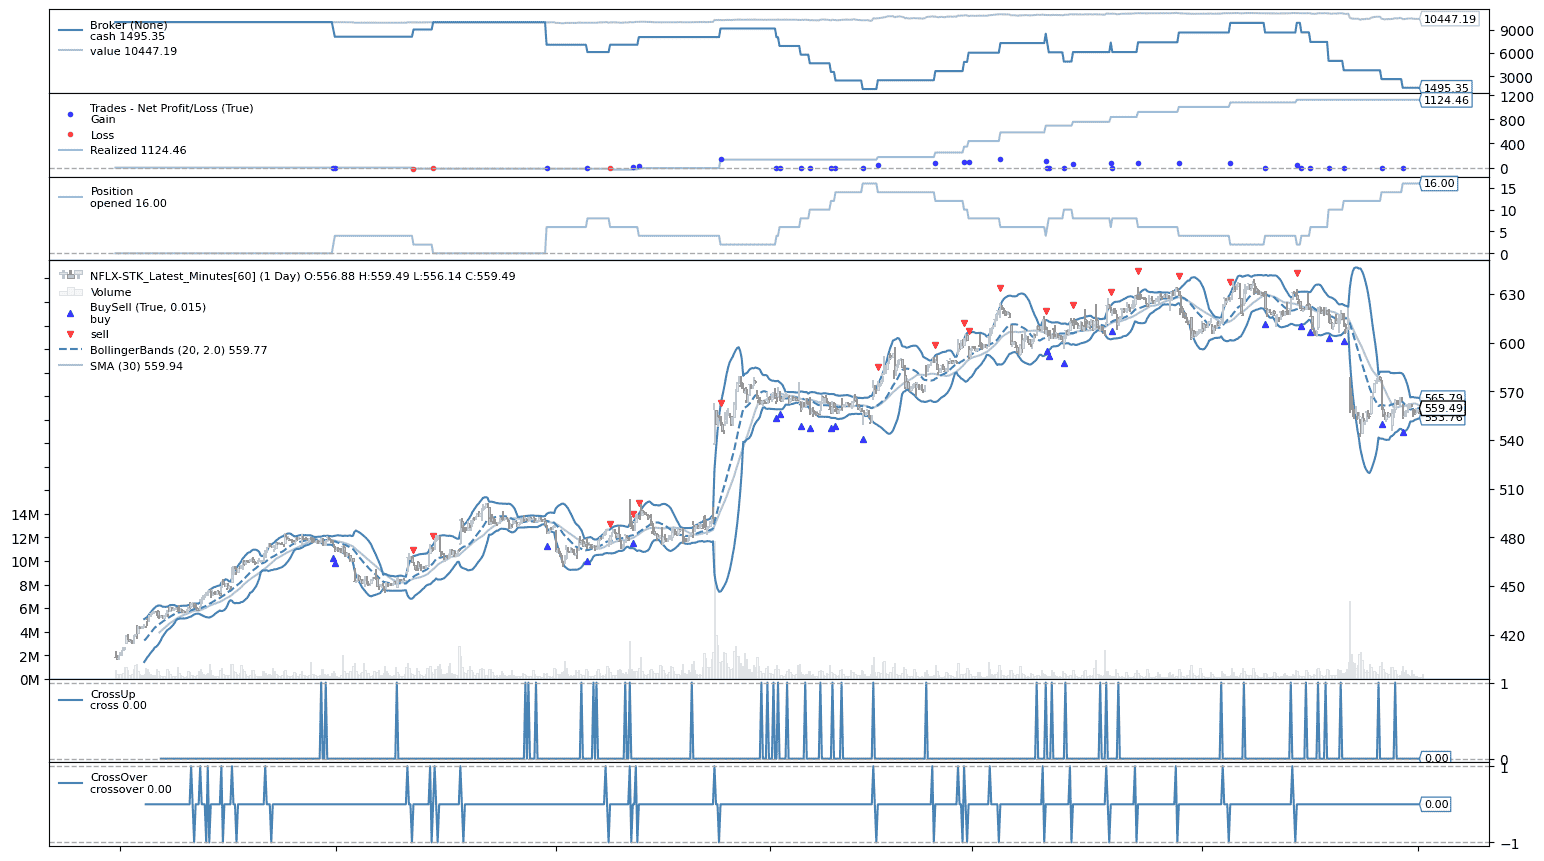 Broker (None)
cash 1495.35
value 10447.19
10447.19
9000
6000
3000
1495.35
Trades - Net Profit/Loss (True)
Gain
Loss
Realized 1124.46
1200
1124.46
800
400
0
Position
opened 16.00
16.00
15
10
5
0
NFLX-STK_Latest_Minutes[60] (1 Day) O:556.88 H:559.49 L:556.14 C:559.49
Volume
BuySell (True, 0.015)
buy
sell
BollingerBands (20, 2.0) 559.77
SMA (30) 559.94
630
600
570
565.79
559.49
553.76
540
510
480
450
420
14M
12M
10M
8M
6M
4M
2M
0M
CrossUp
cross 0.00
1
0.00
0
CrossOver
crossover 0.00
1
0.00
−1